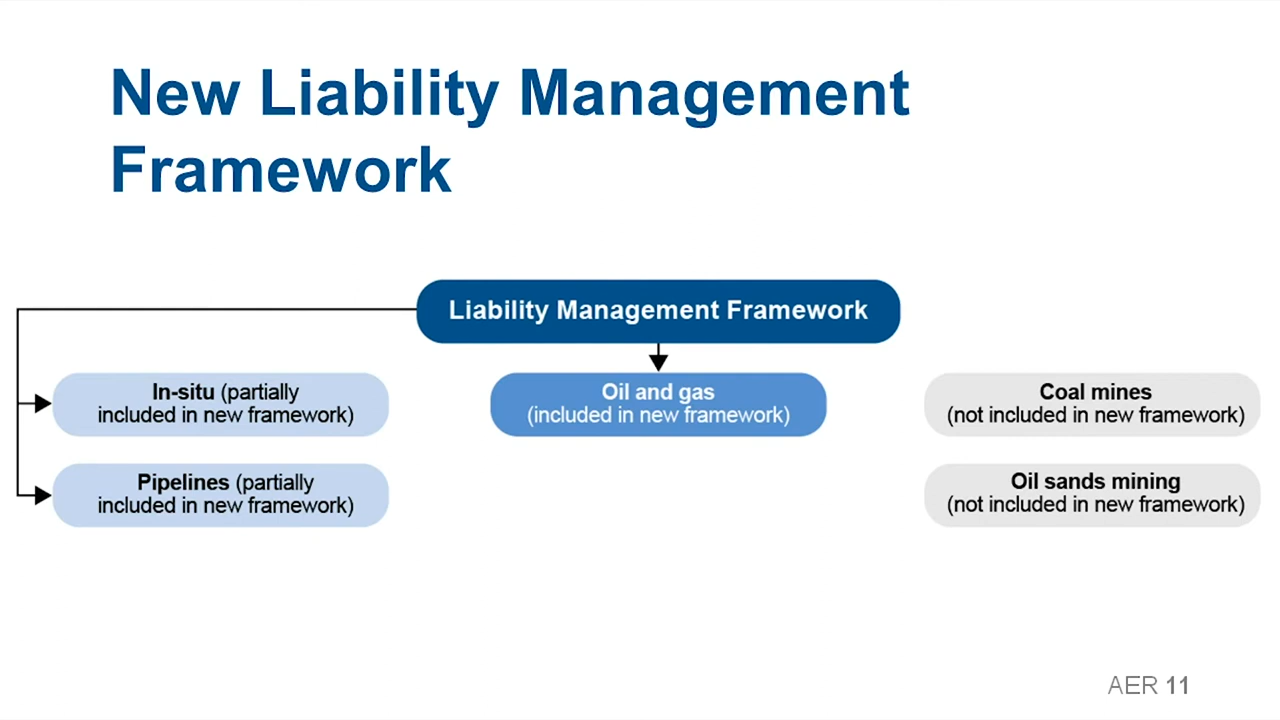 New Liability Management
Framework
Liability Management Framework
In-situ (partially
included in new framework)
Oil and gas
(included in new framework)
Coal mines
(not included in new framework)
Pipelines (partially
included in new framework)
Oil sands mining
(not included in new framework)
AER 11